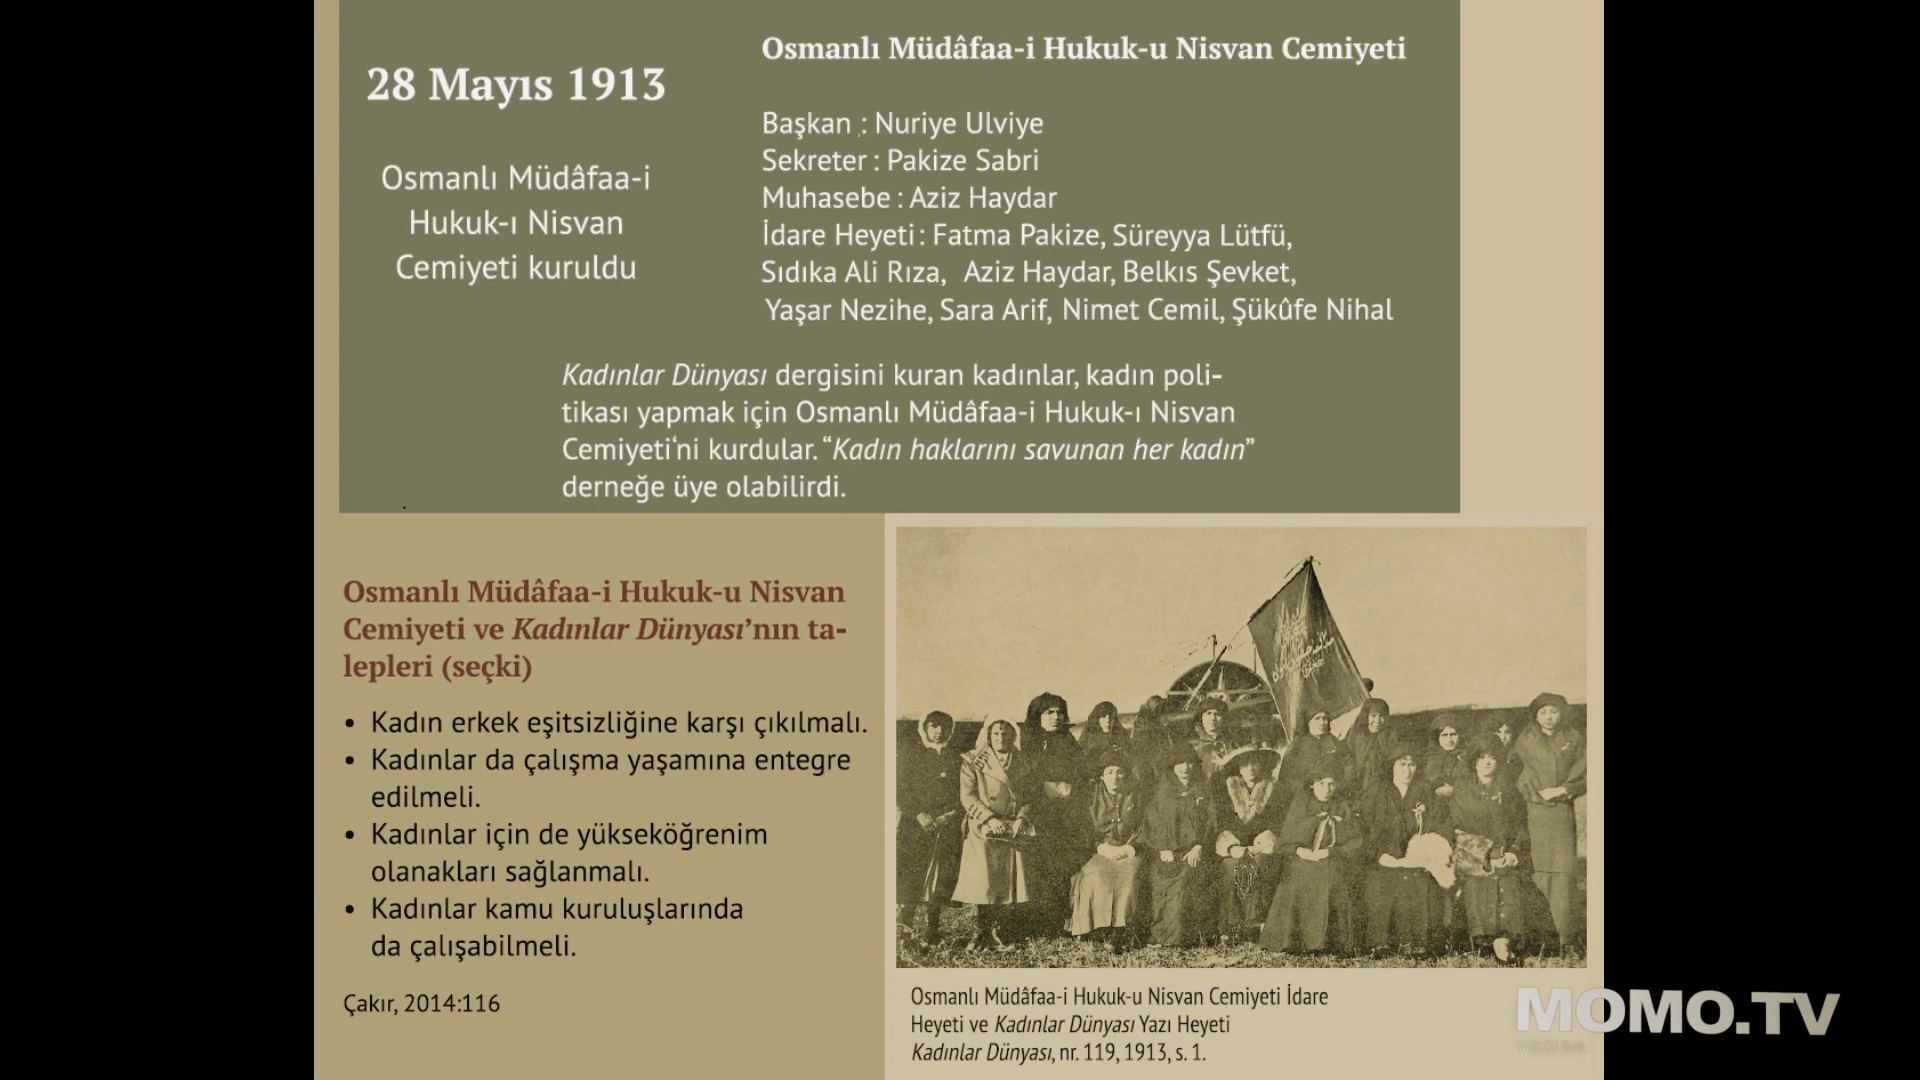 28 Mayıs 1913
Osmanlı Müdâfaa-i
Hukuk-ı Nisvan
Cemiyeti kuruldu
Osmanlı Müdâfaa-i Hukuk-u Nisvan Cemiyeti
Başkan : Nuriye Ulviye
Sekreter : Pakize Sabri
Muhasebe : Aziz Haydar
İdare Heyeti : Fatma Pakize, Süreyya Lütfü,
Sıdıka Ali Rıza, Aziz Haydar, Belkıs Şevket,
Yaşar Nezihe, Sara Arif, Nimet Cemil, Şükûfe Nihal
Kadınlar Dünyası dergisini kuran kadınlar, kadın poli-
tikası yapmak için Osmanlı Müdâfaa-i Hukuk-ı Nisvan
Cemiyeti‘ni kurdular. “Kadın haklarını savunan her kadın”
derneğe üye olabilirdi.
Osmanlı Müdâfaa-i Hukuk-u Nisvan
Cemiyeti ve Kadınlar Dünyası’nın ta-
lepleri (seçki)
• Kadın erkek eşitsizliğine karşı çıkılmalı.
• Kadınlar da çalışma yaşamına entegre
edilmeli.
• Kadınlar için de yükseköğrenim
olanakları sağlanmalı.
• Kadınlar kamu kuruluşlarında
da çalışabilmeli.
Çakır, 2014:116
Osmanlı Müdâfaa-i Hukuk-u Nisvan Cemiyeti İdare
Heyeti ve Kadınlar Dünyası Yazı Heyeti
Kadınlar Dünyası, nr. 119, 1913, s. 1.
MOMO.TV
World live